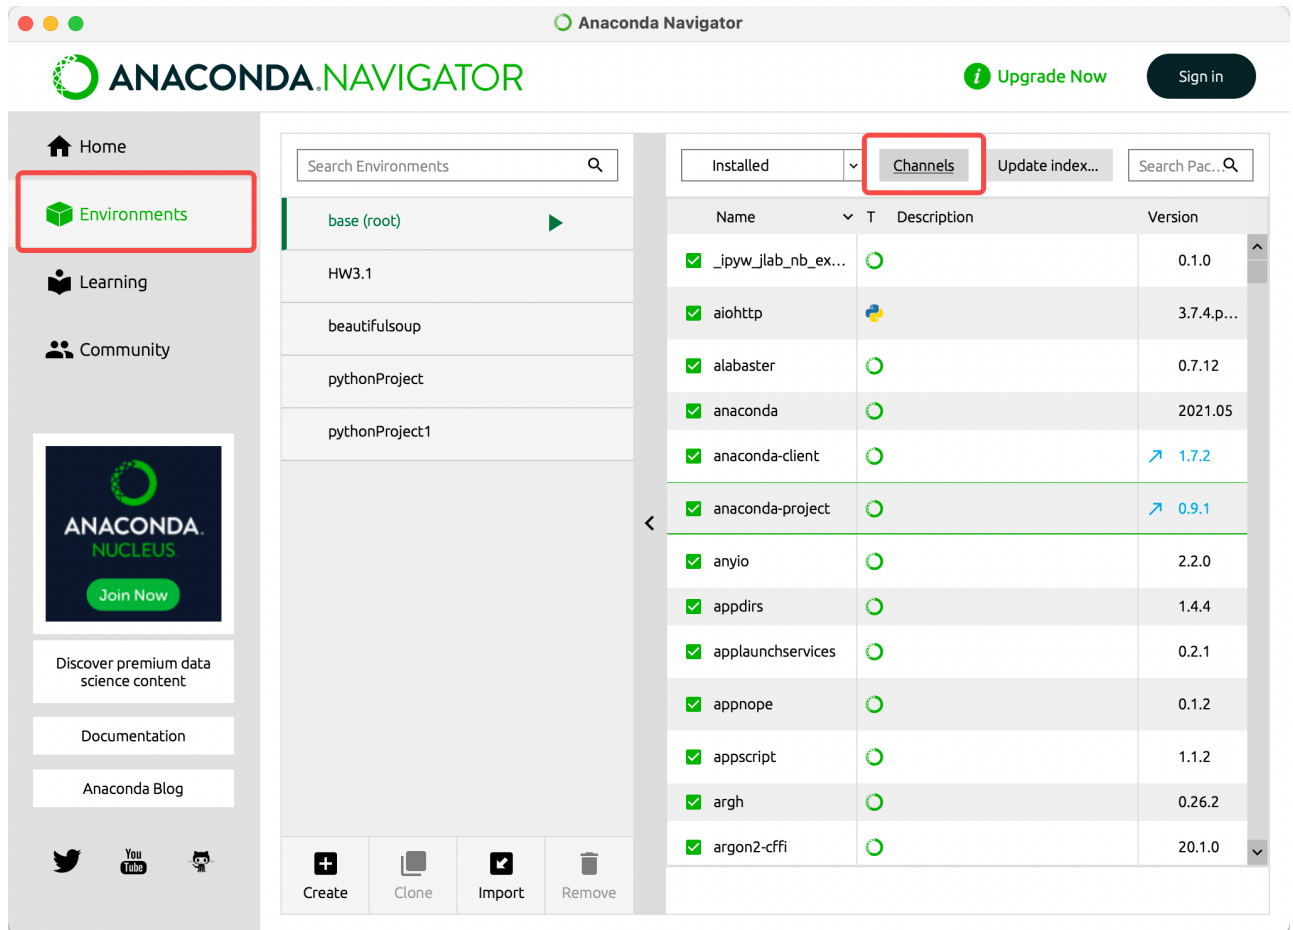 Anaconda Navigator
ANACONDA.NAVIGATOR
i Upgrade Now
Sign in
Home
Environments
Learning
Community
ANACONDA.
NUCLEUS
Join Now
Discover premium data
science content
Documentation
Anaconda Blog
You
Tube
Search Environments
base (root)
HW3.1
beautifulsoup
pythonProject
pythonProject1
Create
Clone
Import
Remove
Installed
Channels
Update index...
Search Pac...
Name T Description Version
_ipyw_jlab_nb_ex... 0.1.0
aiohttp 3.7.4.p...
alabaster 0.7.12
anaconda 2021.05
anaconda-client 1.7.2
anaconda-project 0.9.1
anyio 2.2.0
appdirs 1.4.4
applaunchservices 0.2.1
appnope 0.1.2
appscript 1.1.2
argh 0.26.2
argon2-cffi 20.1.0